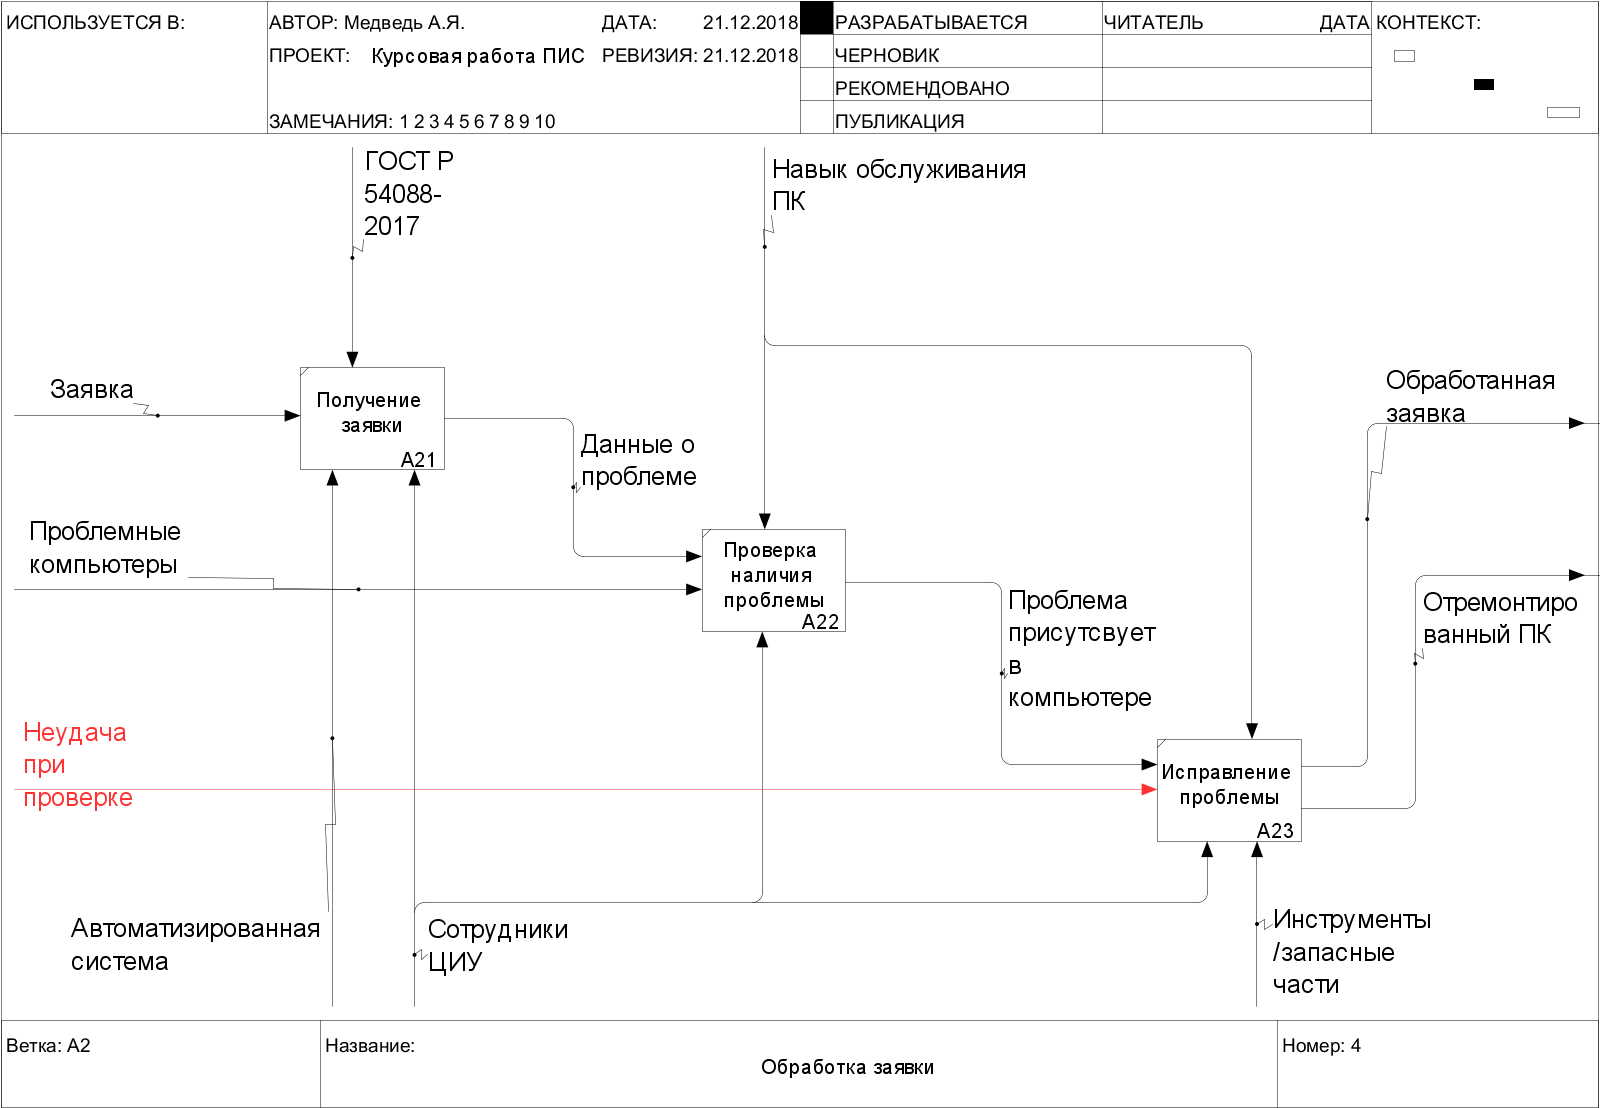 ИСПОЛЬЗУЕТСЯ В:
АВТОР: Медведь А.Я.
ДАТА: 21.12.2018
ПРОЕКТ: Курсовая работа ПИС
РЕВИЗИЯ: 21.12.2018
ЗАМЕЧАНИЯ: 1 2 3 4 5 6 7 8 9 10
РАЗРАБАТЫВАЕТСЯ
ЧЕРНОВИК
РЕКОМЕНДОВАНО
ПУБЛИКАЦИЯ
ЧИТАТЕЛЬ
ДАТА
КОНТЕКСТ:
ГОСТ Р
54088-
2017
Навык обслуживания
ПК
Заявка
Получение
заявки
A21
Обработанная
заявка
Данные о
проблеме
Проблемные
компьютеры
Проверка
наличия
проблемы
A22
Проблема
присутсвует
в
компьютере
Отремонтиро
ванный ПК
Неудача
при
проверке
Исправление
проблемы
A23
Автоматизированная
система
Сотрудники
ЦИУ
Инструменты
/запасные
части
Ветка: A2
Название:
Обработка заявки
Номер: 4